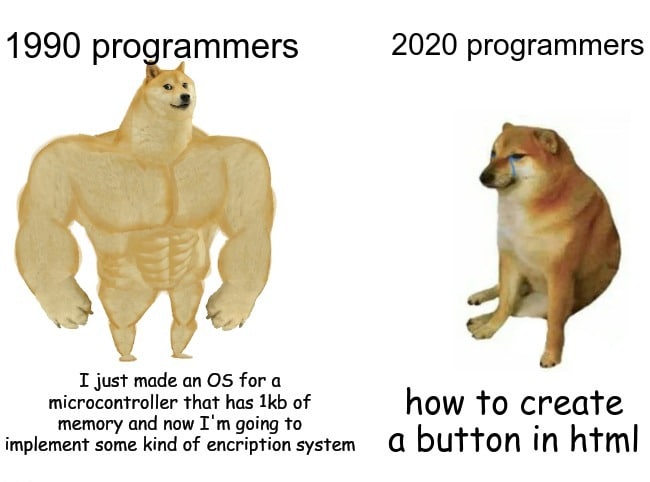 1990 programmers
2020 programmers
I just made an OS for a
microcontroller that has 1kb of
memory and now I'm going to
implement some kind of encription system
how to create
a button in html